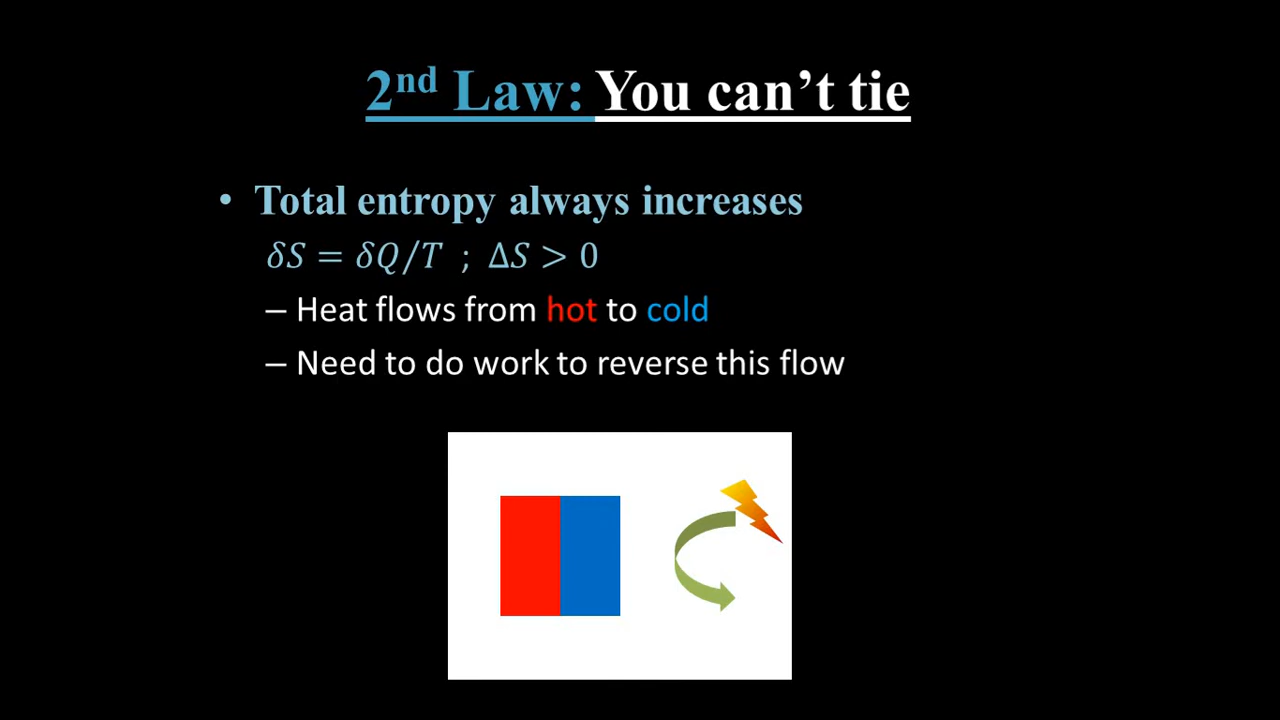 2nd Law: You can't tie
• Total entropy always increases
δS = δQ/T ; ΔS > 0
– Heat flows from hot to cold
– Need to do work to reverse this flow